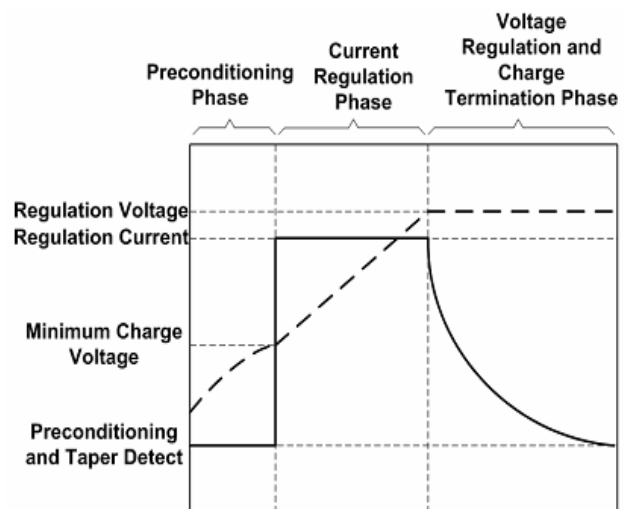 Preconditioning
Phase
Current
Regulation
Phase
Voltage
Regulation and
Charge
Termination Phase
Regulation Voltage
Regulation Current
Minimum Charge
Voltage
Preconditioning
and Taper Detect